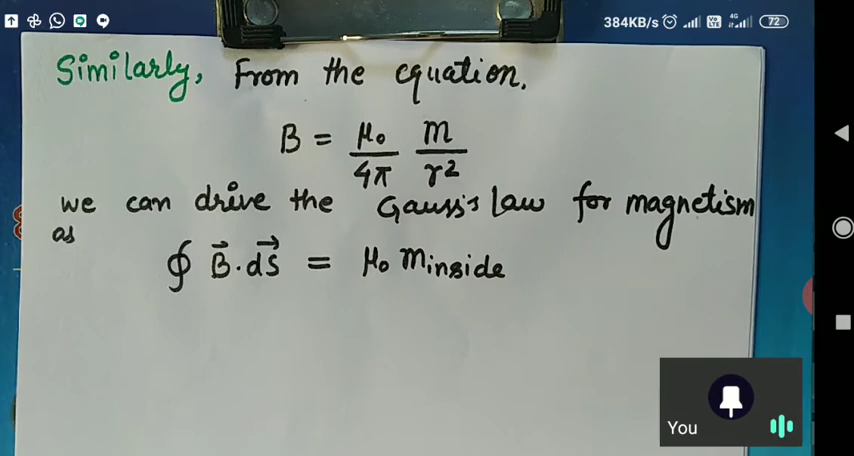 384KB/s 4G 72
Similarly, From the equation.
B = μ₀/4π m/r²
we can drive the Gauss's Law for magnetism
as
∮ B⃗.dS⃗ = μ₀ minside
You